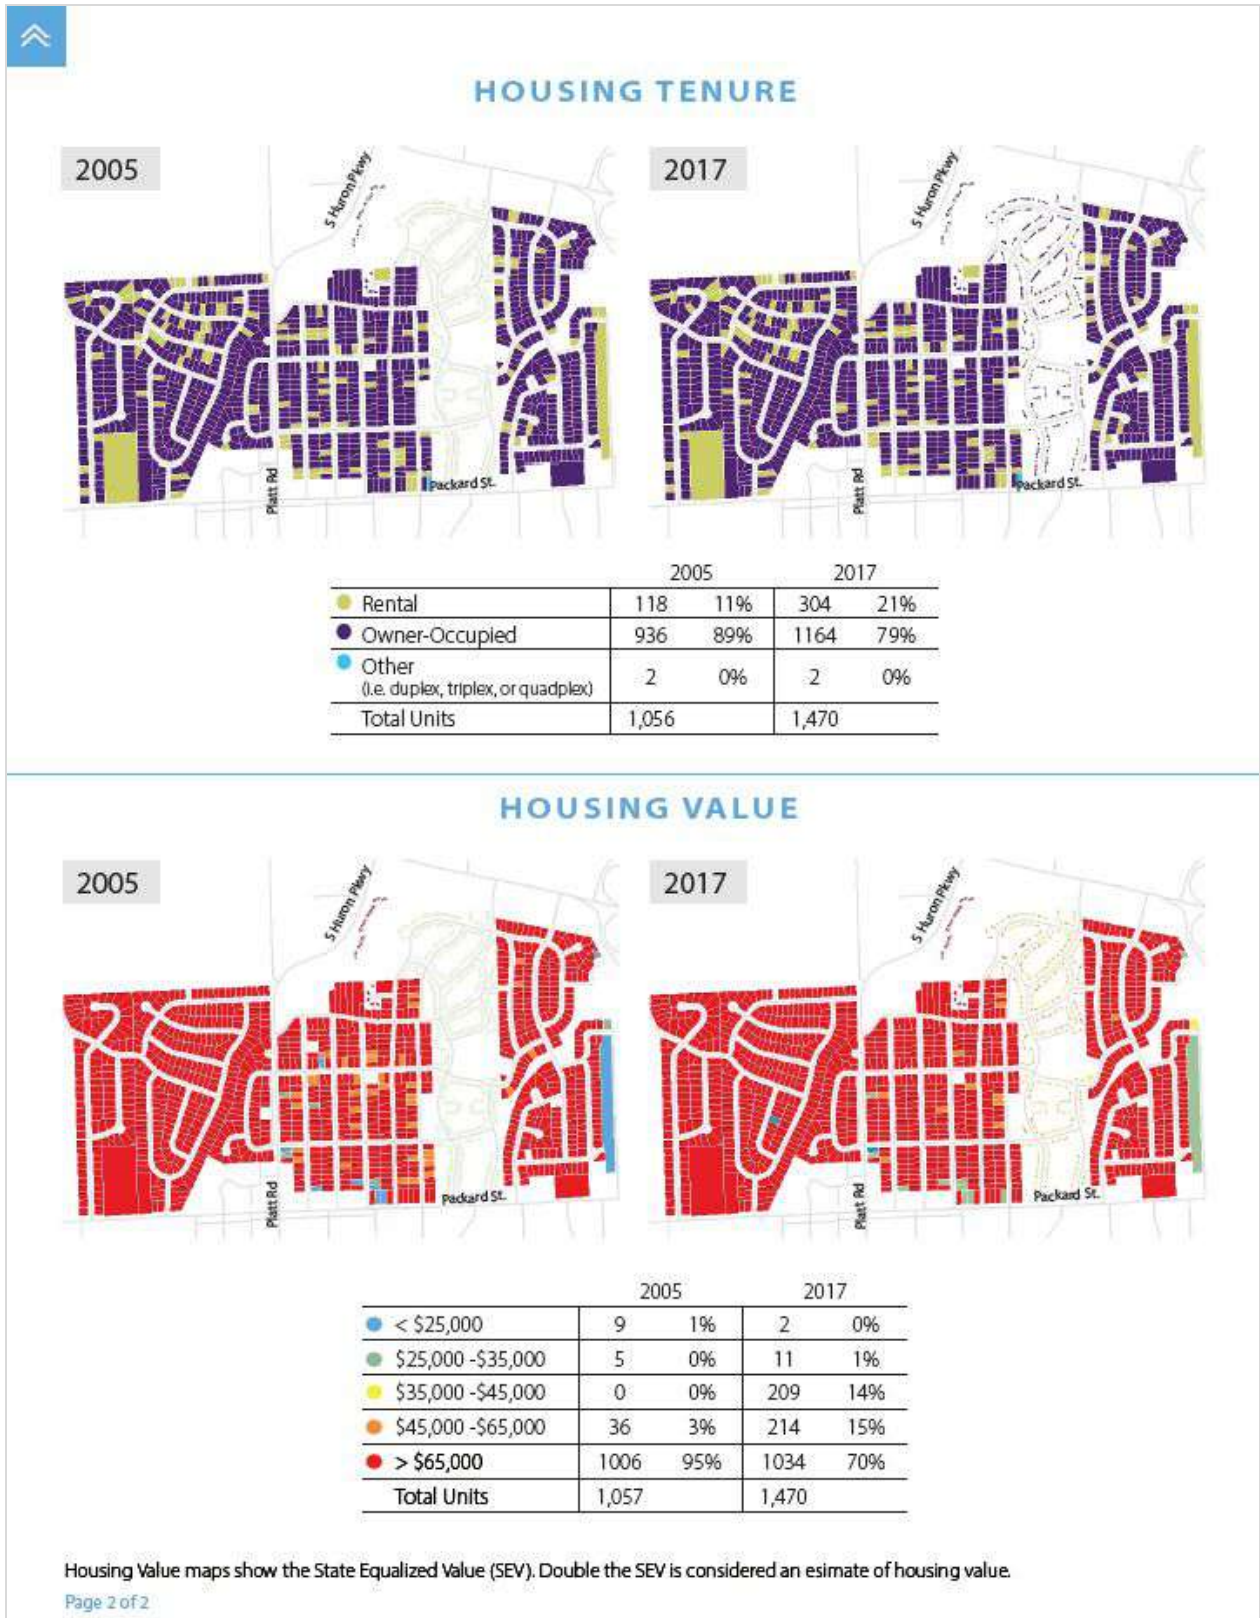 HOUSING TENURE
2005
S Huron Pkwy
Platt Rd
Packard St.
2017
S Huron Pkwy
Platt Rd
Packard St.
2005 2017
Rental 118 11% 304 21%
Owner-Occupied 936 89% 1164 79%
Other
(i.e. duplex, triplex, or quadplex) 2 0% 2 0%
Total Units 1,056 1,470
HOUSING VALUE
2005
S Huron Pkwy
Platt Rd
Packard St.
2017
S Huron Pkwy
Platt Rd
Packard St.
2005 2017
< $25,000 9 1% 2 0%
$25,000 -$35,000 5 0% 11 1%
$35,000 -$45,000 0 0% 209 14%
$45,000 -$65,000 36 3% 214 15%
> $65,000 1006 95% 1034 70%
Total Units 1,057 1,470
Housing Value maps show the State Equalized Value (SEV). Double the SEV is considered an esimate of housing value.
Page 2 of 2